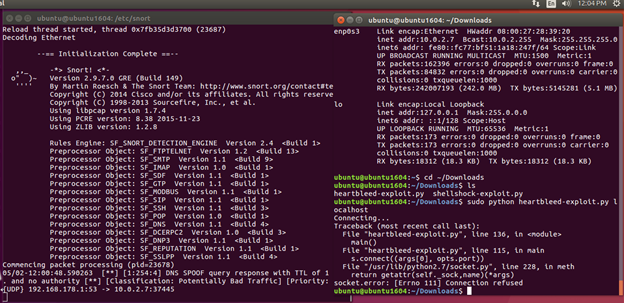 al
En
12:04 PM
ubuntu@ubuntu1604: /etc/snort
Reload thread started, thread 0x7fb35d3d3700 (23687)
Decoding Ethernet
--== Initialization Complete ==--
,,_ -*> Snort! <*-
o" )~ Version 2.9.7.0 GRE (Build 149)
'''' By Martin Roesch & The Snort Team: http://www.snort.org/contact#te
Copyright (C) 2014 Cisco and/or its affiliates. All rights reserve
Copyright (C) 1998-2013 Sourcefire, Inc., et al.
Using libpcap version 1.7.4
Using PCRE version: 8.38 2015-11-23
Using ZLIB version: 1.2.8
Rules Engine: SF_SNORT_DETECTION_ENGINE Version 2.4 <Build 1>
Preprocessor Object: SF_FTPTELNET Version 1.2 <Build 13>
Preprocessor Object: SF_SMTP Version 1.1 <Build 9>
Preprocessor Object: SF_IMAP Version 1.0 <Build 1>
Preprocessor Object: SF_SDF Version 1.1 <Build 1>
Preprocessor Object: SF_GTP Version 1.1 <Build 1>
Preprocessor Object: SF_MODBUS Version 1.1 <Build 1>
Preprocessor Object: SF_SIP Version 1.1 <Build 1>
Preprocessor Object: SF_SSH Version 1.1 <Build 3>
Preprocessor Object: SF_POP Version 1.0 <Build 1>
Preprocessor Object: SF_DNS Version 1.1 <Build 4>
Preprocessor Object: SF_DCERPC2 Version 1.0 <Build 3>
Preprocessor Object: SF_DNP3 Version 1.1 <Build 1>
Preprocessor Object: SF_REPUTATION Version 1.1 <Build 1>
Preprocessor Object: SF_SSLPP Version 1.1 <Build 4>
Commencing packet processing (pid=23678)
05/02-12:00:48.590263 [**] [1:254:4] DNS SPOOF query response with TTL of 1
. and no authority [**] [Classification: Potentially Bad Traffic] [Priority:
{UDP} 192.168.178.1:53 -> 10.0.2.7:37445
ubuntu@ubuntu1604: ~/Downloads
enp0s3 Link encap:Ethernet HWaddr 08:00:27:28:39:20
inet addr:10.0.2.7 Bcast:10.0.2.255 Mask:255.255.255.0
inet6 addr: fe80::fc77:bf51:1a18:247f/64 Scope:Link
UP BROADCAST RUNNING MULTICAST MTU:1500 Metric:1
RX packets:162396 errors:0 dropped:0 overruns:0 frame:0
TX packets:84832 errors:0 dropped:0 overruns:0 carrier:0
collisions:0 txqueuelen:1000
RX bytes:242007193 (242.0 MB) TX bytes:5145281 (5.1 MB)
lo Link encap:Local Loopback
inet addr:127.0.0.1 Mask:255.0.0.0
inet6 addr: ::1/128 Scope:Host
UP LOOPBACK RUNNING MTU:65536 Metric:1
RX packets:173 errors:0 dropped:0 overruns:0 frame:0
TX packets:173 errors:0 dropped:0 overruns:0 carrier:0
collisions:0 txqueuelen:1000
RX bytes:18312 (18.3 KB) TX bytes:18312 (18.3 KB)
ubuntu@ubuntu1604:~$ cd ~/Downloads
ubuntu@ubuntu1604:~/Downloads$ ls
heartbleed-exploit.py shellshock-exploit.py
ubuntu@ubuntu1604:~/Downloads$ sudo python heartbleed-exploit.py l
ocalhost
Connecting...
Traceback (most recent call last):
File "heartbleed-exploit.py", line 136, in <module>
main()
File "heartbleed-exploit.py", line 115, in main
s.connect((args[0], opts.port))
File "/usr/lib/python2.7/socket.py", line 228, in meth
return getattr(self._sock,name)(*args)
socket.error: [Errno 111] Connection refused
ubuntu@ubuntu1604:~/Downloads$